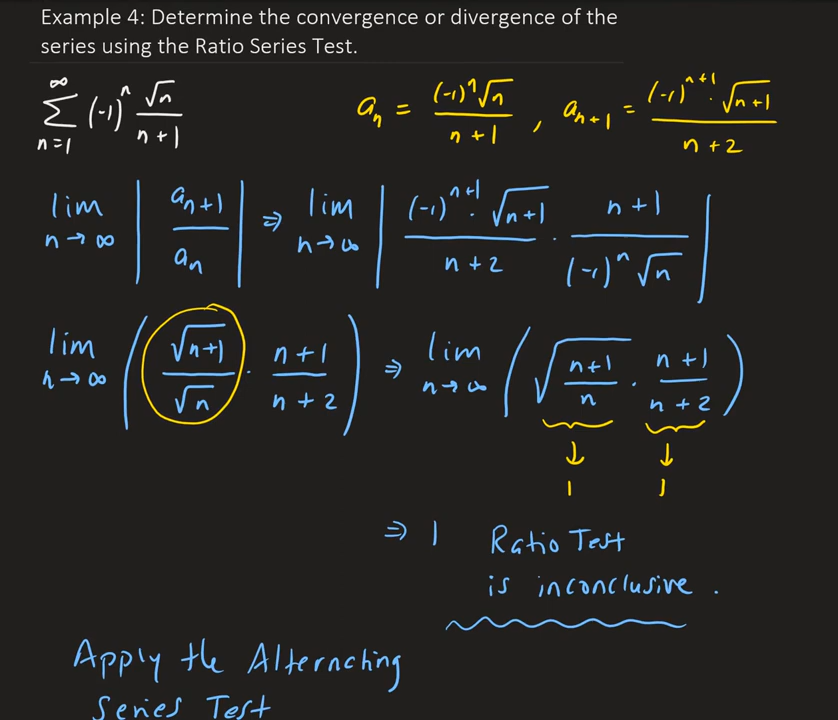 Example 4: Determine the convergence or divergence of the
series using the Ratio Series Test.
∞ Σ n=1 (-1)^n √n / (n+1)    a_n = (-1)^n √n / (n+1) , a_{n+1} = (-1)^{n+1} · √(n+1) / (n+2)
lim n→∞ | a_{n+1} / a_n | ⇒ lim n→∞ | (-1)^{n+1} · √(n+1) / (n+2) · (n+1) / ((-1)^n √n) |
lim n→∞ ( √(n+1) / √n · (n+1) / (n+2) ) ⇒ lim n→∞ ( √((n+1)/n) · (n+1) / (n+2) )
↓ ↓
1 1
⇒ 1 Ratio Test
is inconclusive.
Apply the Alternating
Series Test